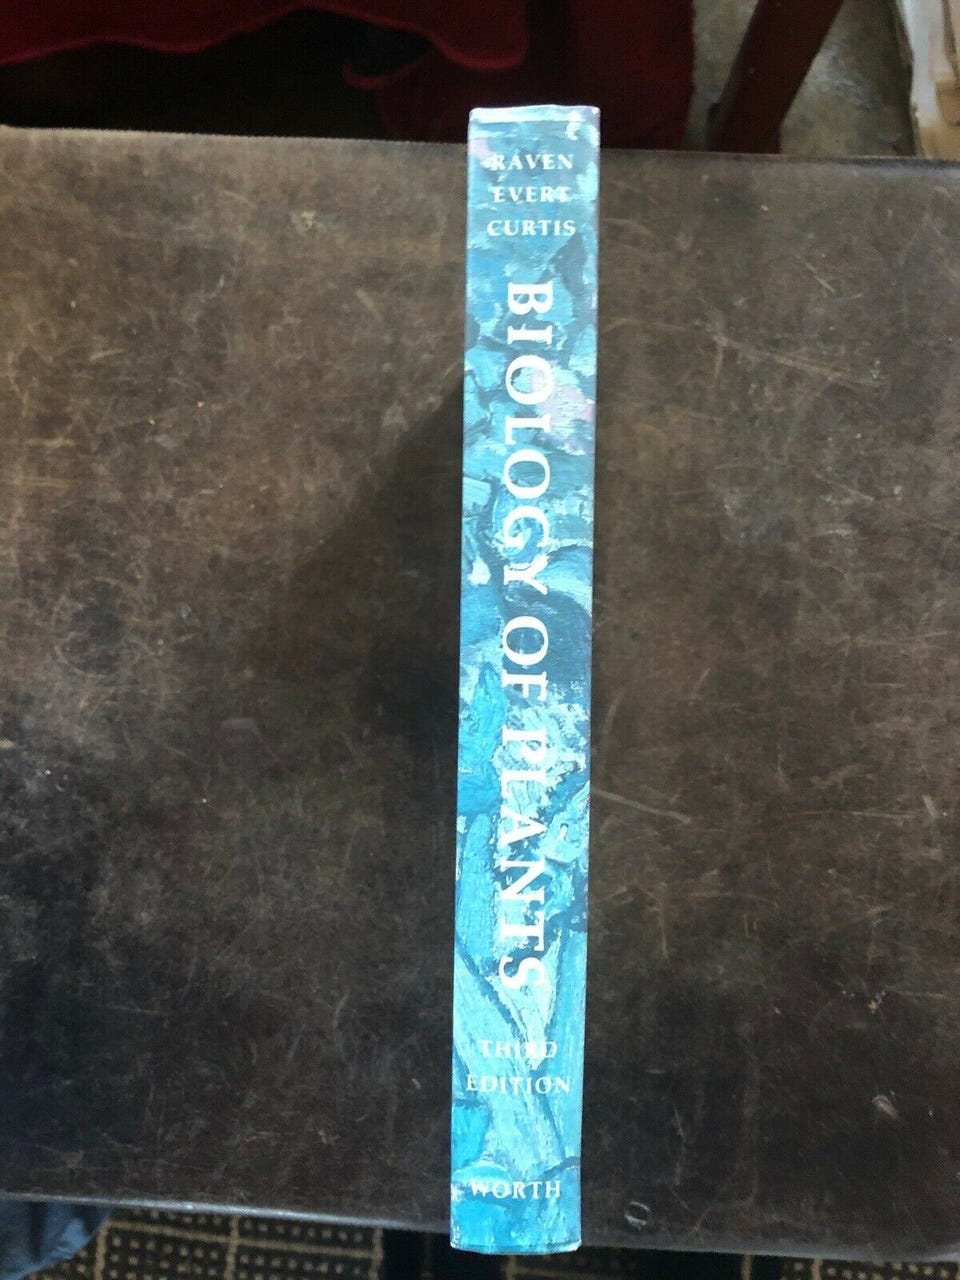 RAVEN
EVERT
CURTIS
BIOLOGY OF PLANTS
THIRD
EDITION
WORTH